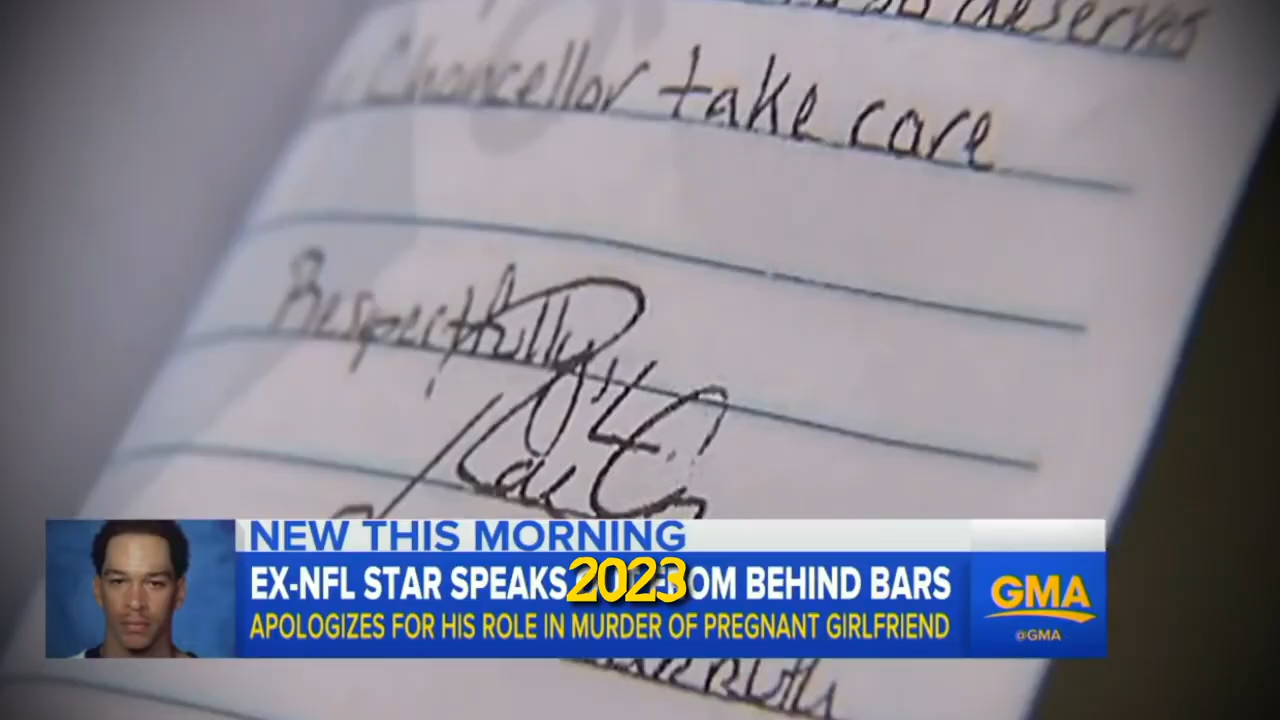 deserves
Chancellor take care
Respectfully
Rae C
NEW THIS MORNING
EX-NFL STAR SPEAKS 2023 OM BEHIND BARS
APOLOGIZES FOR HIS ROLE IN MURDER OF PREGNANT GIRLFRIEND
GMA
@GMA